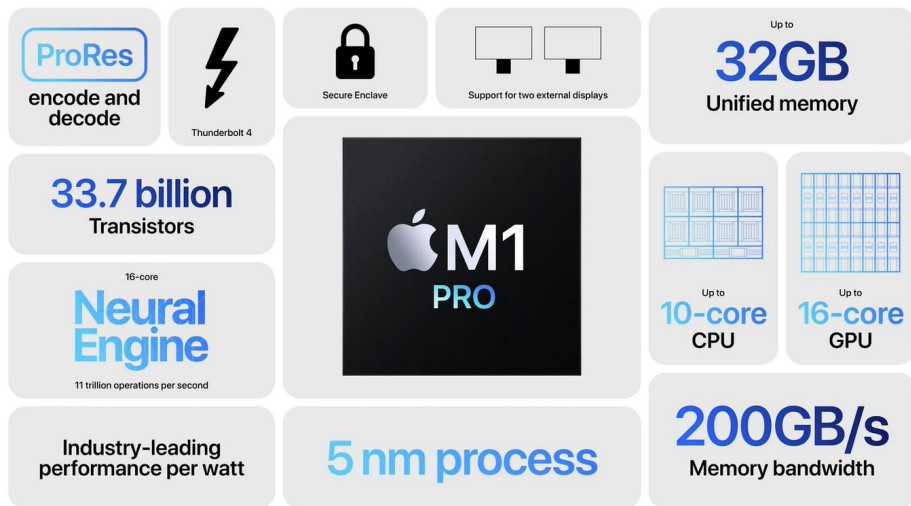 ProRes
encode and
decode
Thunderbolt 4
Secure Enclave
Support for two external displays
Up to
32GB
Unified memory
33.7 billion
Transistors
M1
PRO
Up to
10-core
CPU
Up to
16-core
GPU
16-core
Neural
Engine
11 trillion operations per second
Industry-leading
performance per watt
5 nm process
200GB/s
Memory bandwidth